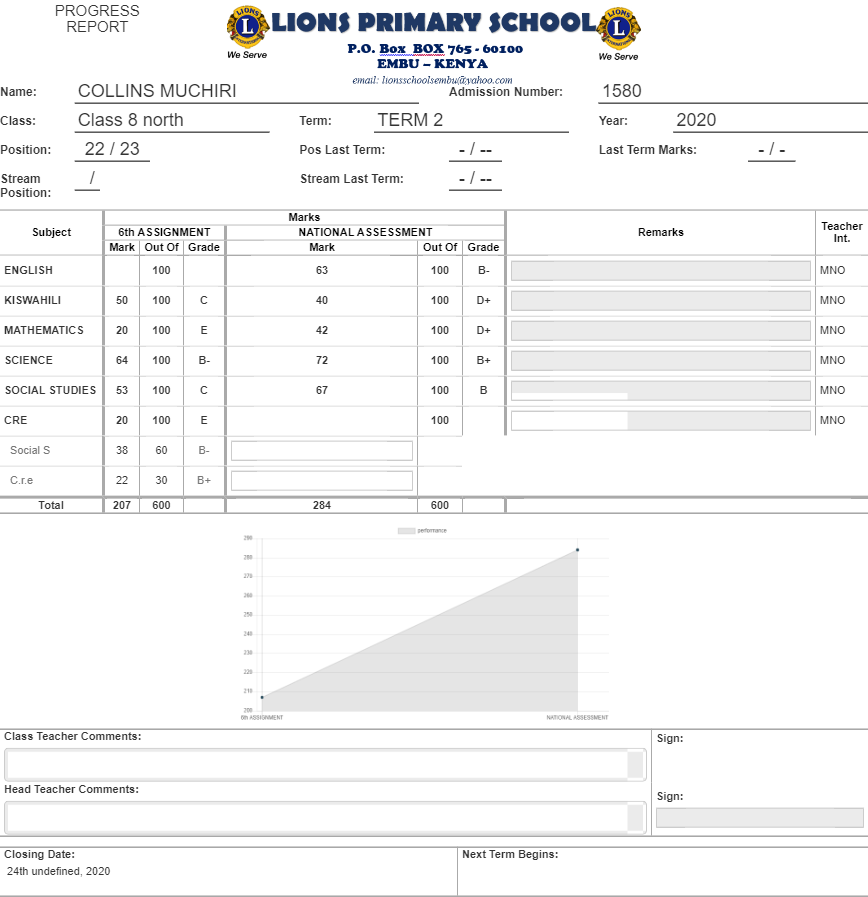 PROGRESS
REPORT
LIONS PRIMARY SCHOOL
We Serve We Serve
P.O. Box BOX 765 - 60100
EMBU – KENYA
email: lionsschoolsembu@yahoo.com
Name: COLLINS MUCHIRI Admission Number: 1580
Class: Class 8 north Term: TERM 2 Year: 2020
Position: 22 / 23 Pos Last Term: - / -- Last Term Marks: - / -
Stream Position: / Stream Last Term: - / --
Subject Marks Remarks Teacher Int.
6th ASSIGNMENT NATIONAL ASSESSMENT
Mark Out Of Grade Mark Out Of Grade
ENGLISH 100 63 100 B- MNO
KISWAHILI 50 100 C 40 100 D+ MNO
MATHEMATICS 20 100 E 42 100 D+ MNO
SCIENCE 64 100 B- 72 100 B+ MNO
SOCIAL STUDIES 53 100 C 67 100 B MNO
CRE 20 100 E 100 MNO
Social S 38 60 B-
C.r.e 22 30 B+
Total 207 600 284 600
performance
290
280
270
260
250
240
230
220
210
200
6th ASSIGNMENT NATIONAL ASSESSMENT
Class Teacher Comments: Sign:
Head Teacher Comments: Sign:
Closing Date: Next Term Begins:
24th undefined, 2020